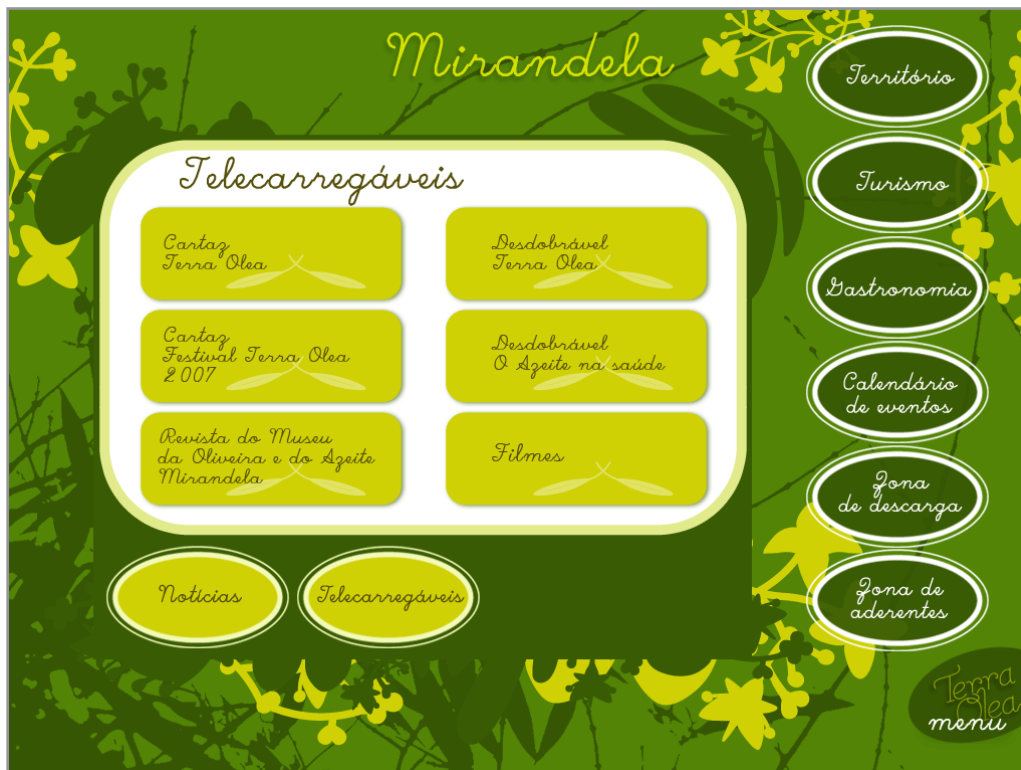 Mirandela
Telecarregáveis
Cartaz
Terra Olea
Desdobrável
Terra Olea
Cartaz
Festival Terra Olea
2007
Desdobrável
O Azeite na saúde
Revista do Museu
da Oliveira e do Azeite
Mirandela
Filmes
Notícias
Telecarregáveis
Território
Turismo
Gastronomia
Calendário
de eventos
Zona
de descarga
Zona de
aderentes
Terra
Olea
menu